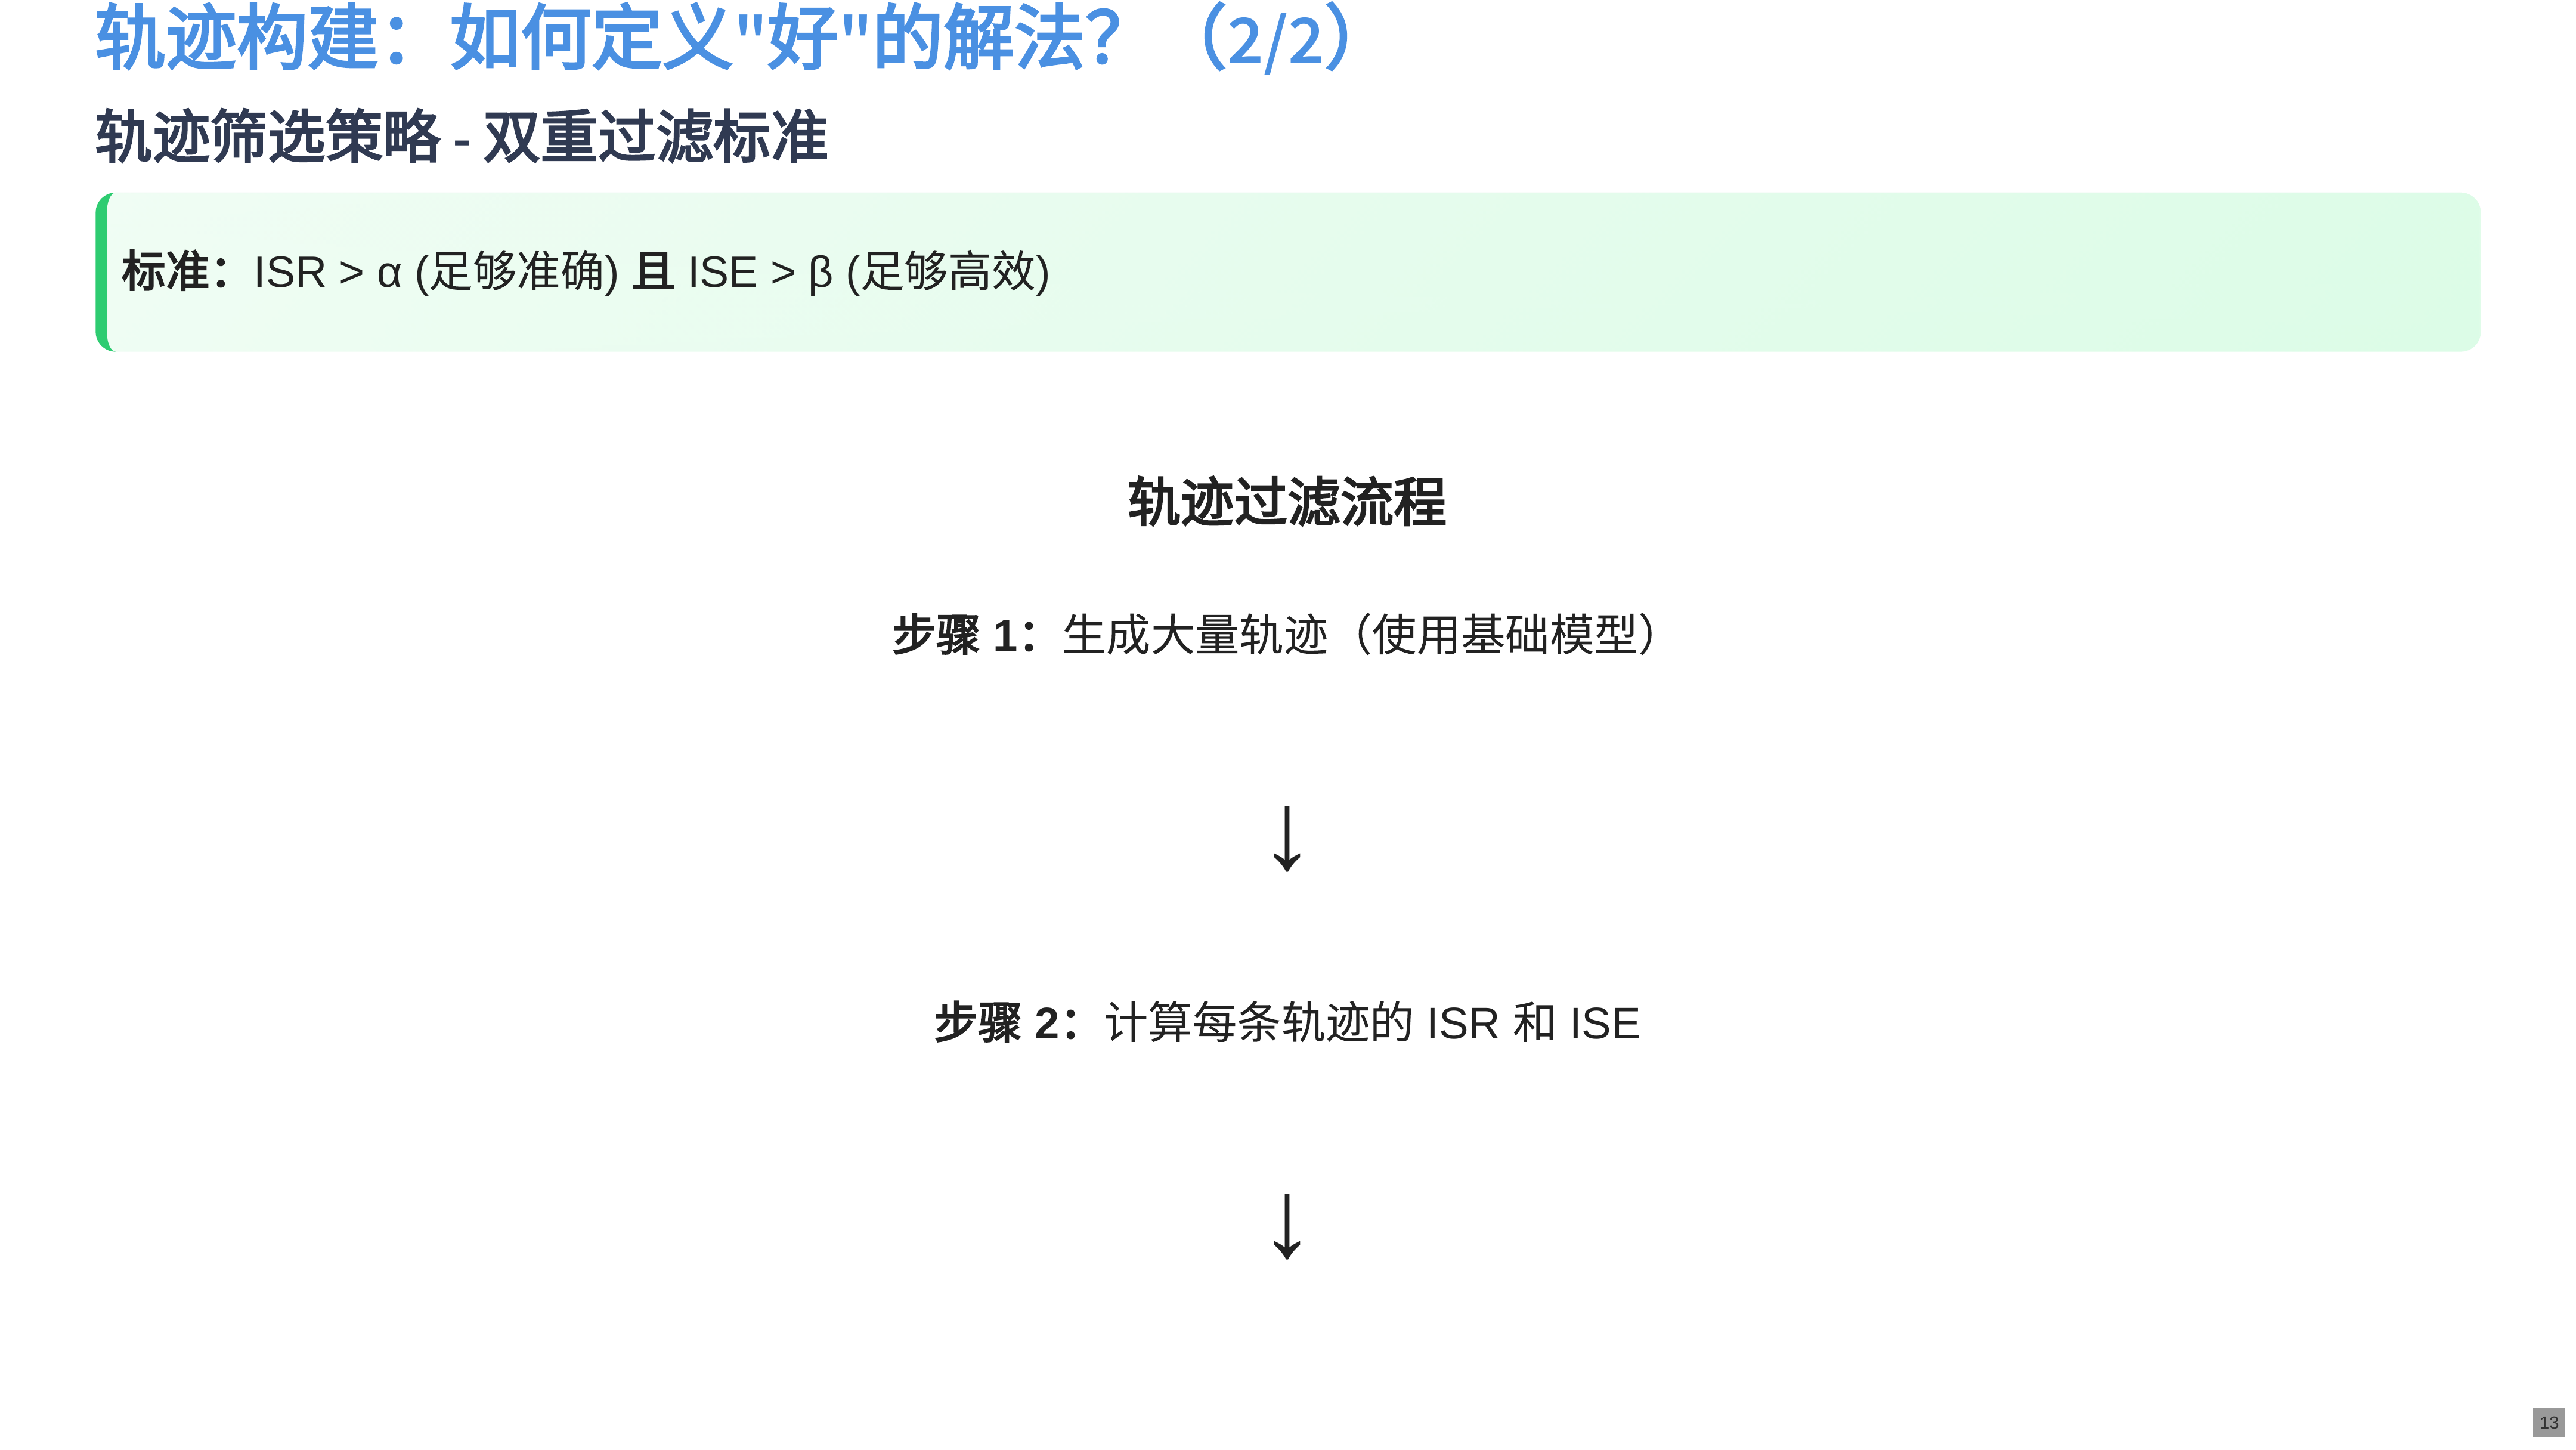 轨迹构建：如何定义"好"的解法？（2/2）
轨迹筛选策略 - 双重过滤标准
标准：ISR > α (足够准确) 且 ISE > β (足够高效)
轨迹过滤流程
步骤 1：生成大量轨迹（使用基础模型）
↓
步骤 2：计算每条轨迹的 ISR 和 ISE
↓
13